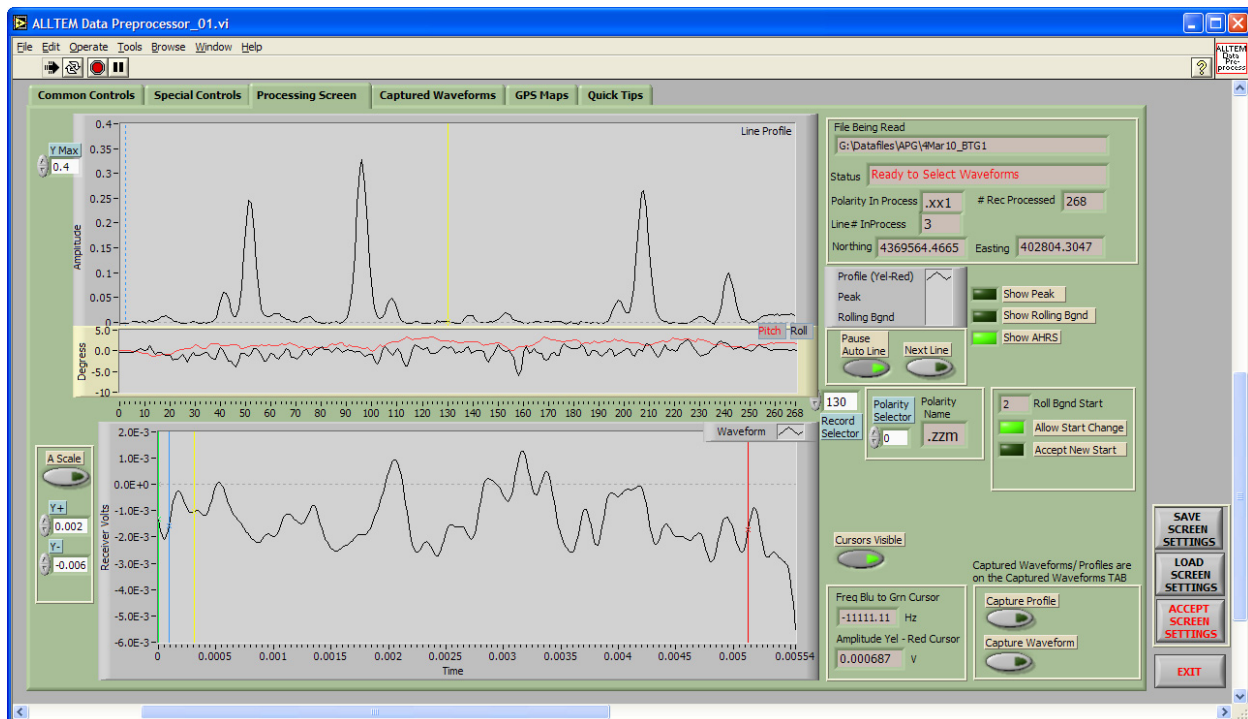 ALLTEM Data Preprocessor_01.vi
File Edit Operate Tools Browse Window Help
ALLTEM
Data
Pre-
process
Common Controls Special Controls Processing Screen Captured Waveforms GPS Maps Quick Tips
Line Profile
Y Max
0.4
Amplitude
0.4
0.35
0.3
0.25
0.2
0.15
0.1
0.05
0
Pitch Roll
Degress
5.0
0.0
-5.0
-10
0 10 20 30 40 50 60 70 80 90 100 110 120 130 140 150 160 170 180 190 200 210 220 230 240 250 260 268
File Being Read
G:\Datafiles\APG\4Mar10_BTG1
Status Ready to Select Waveforms
Polarity In Process .xx1 # Rec Processed 268
Line# InProcess 3
Northing 4369564.4665 Easting 402804.3047
Profile (Yel-Red)
Peak
Rolling Bgnd
Show Peak
Show Rolling Bgnd
Show AHRS
Pause
Auto Line
Next Line
130
Record
Selector
Polarity
Selector
0
Polarity
Name
.zzm
2 Roll Bgnd Start
Allow Start Change
Accept New Start
Waveform
A Scale
Y+
0.002
Y-
-0.006
Receiver Volts
2.0E-3
1.0E-3
0.0E+0
-1.0E-3
-2.0E-3
-3.0E-3
-4.0E-3
-5.0E-3
-6.0E-3
0 0.0005 0.001 0.0015 0.002 0.0025 0.003 0.0035 0.004 0.0045 0.005 0.00554
Time
Cursors Visible
Freq Blu to Grn Cursor
-11111.11 Hz
Amplitude Yel - Red Cursor
0.000687 V
Captured Waveforms/ Profiles are
on the Captured Waveforms TAB
Capture Profile
Capture Waveform
SAVE
SCREEN
SETTINGS
LOAD
SCREEN
SETTINGS
ACCEPT
SCREEN
SETTINGS
EXIT